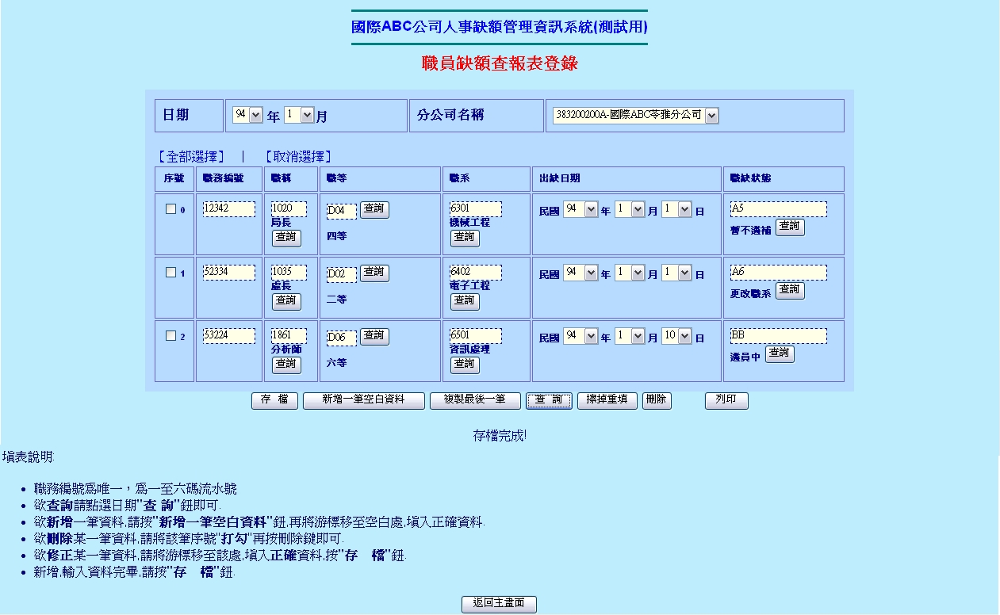 國際ABC公司人事缺額管理資訊系統(測試用)
職員缺額查報表登錄
日期 94 年 1 月 分公司名稱 383200200A-國際ABC苓雅分公司
【全部選擇】 | 【取消選擇】
序號 職務編號 職稱 職等 職系 出缺日期 職缺狀態
0 12342 1020 D04 查詢 6301 民國 94 年 1 月 1 日 A5
局長 四等 機械工程 暫不遴補 查詢
查詢 查詢
1 52334 1035 D02 查詢 6402 民國 94 年 1 月 1 日 A6
處長 二等 電子工程 更改職系 查詢
查詢 查詢
2 53224 1861 D06 查詢 6501 民國 94 年 1 月 10 日 BB
分析師 六等 資訊處理 遴員中 查詢
查詢 查詢
存 檔 新增一筆空白資料 複製最後一筆 查 詢 擦掉重填 刪除 列印
存檔完成!
填表說明:
• 職務編號為唯一，為一至六碼流水號
• 欲查詢請點選日期"查 詢"鈕即可.
• 欲新增一筆資料,請按"新增一筆空白資料"鈕,再將游標移至空白處,填入正確資料.
• 欲刪除某一筆資料,請將該筆序號"打勾"再按刪除鍵即可.
• 欲修正某一筆資料,請將游標移至該處,填入正確資料,按"存　檔"鈕.
• 新增,輸入資料完畢,請按"存　檔"鈕.
返回主畫面